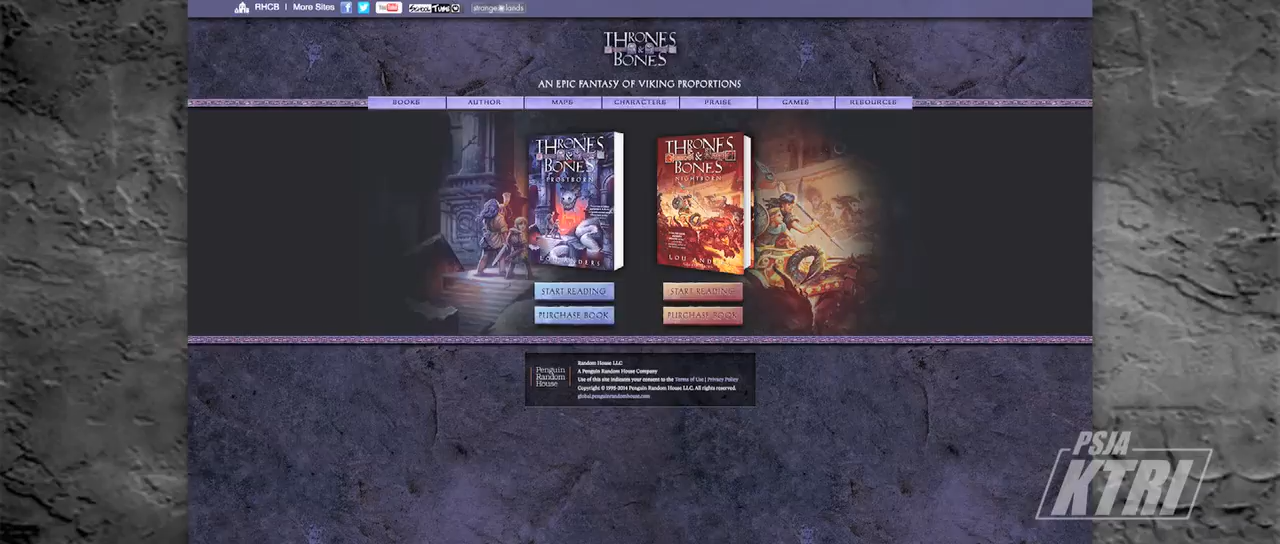 RHCB | More Sites You Tube SCHOOLTUBE strange lands
THRONES
&
BONES
AN EPIC FANTASY OF VIKING PROPORTIONS
BOOKS AUTHOR MAPS CHARACTERS PRAISE GAMES RESOURCES
THRONES
&
BONES
FROSTBORN
LOU ANDERS
START READING
PURCHASE BOOK
THRONES
&
BONES
NIGHTBORN
LOU ANDERS
START READING
PURCHASE BOOK
Penguin
Random
House
Random House LLC
A Penguin Random House Company
Use of this site indicates your consent to the Terms of Use | Privacy Policy
Copyright © 1995-2014 Penguin Random House LLC. All rights reserved.
global.penguinrandomhouse.com
PSJA
KTRI